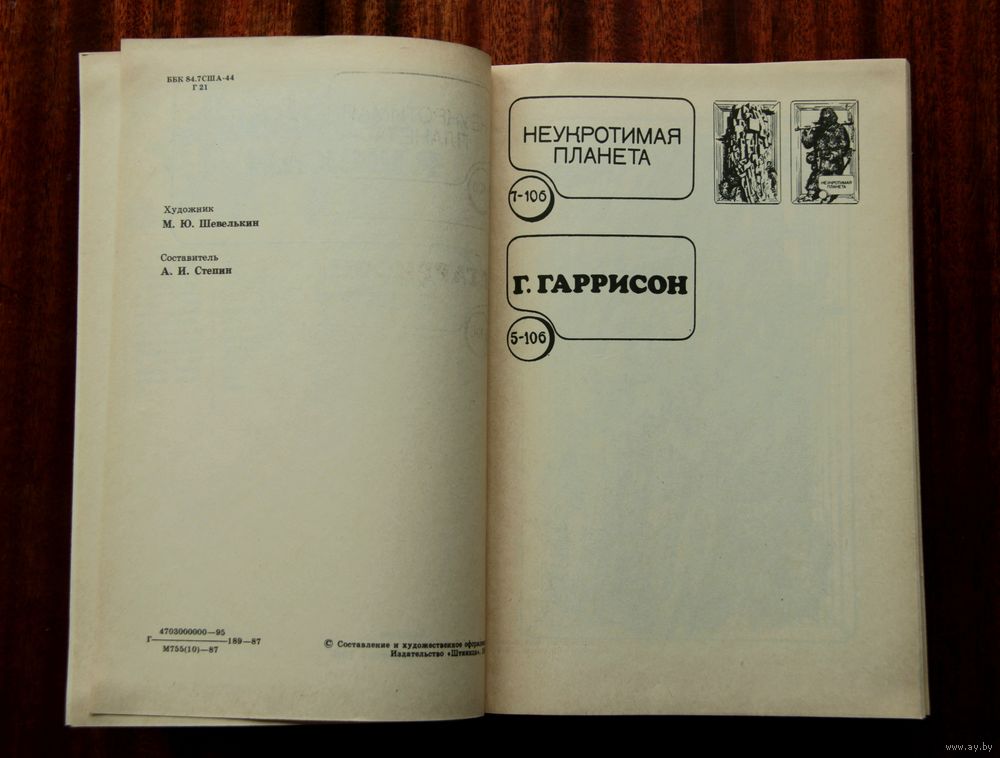 ББК 84.7США-44
Г 21
Художник
М. Ю. Шевелькин
Составитель
А. И. Степин
4703000000—95
Г——————189—87
М755(10)—87
© Составление и художественное
Издательство «Штиинца».
НЕУКРОТИМАЯ
ПЛАНЕТА
7-106
Г. ГАРРИСОН
5-106
НЕУКРОТИМАЯ
ПЛАНЕТА
www.ay.by